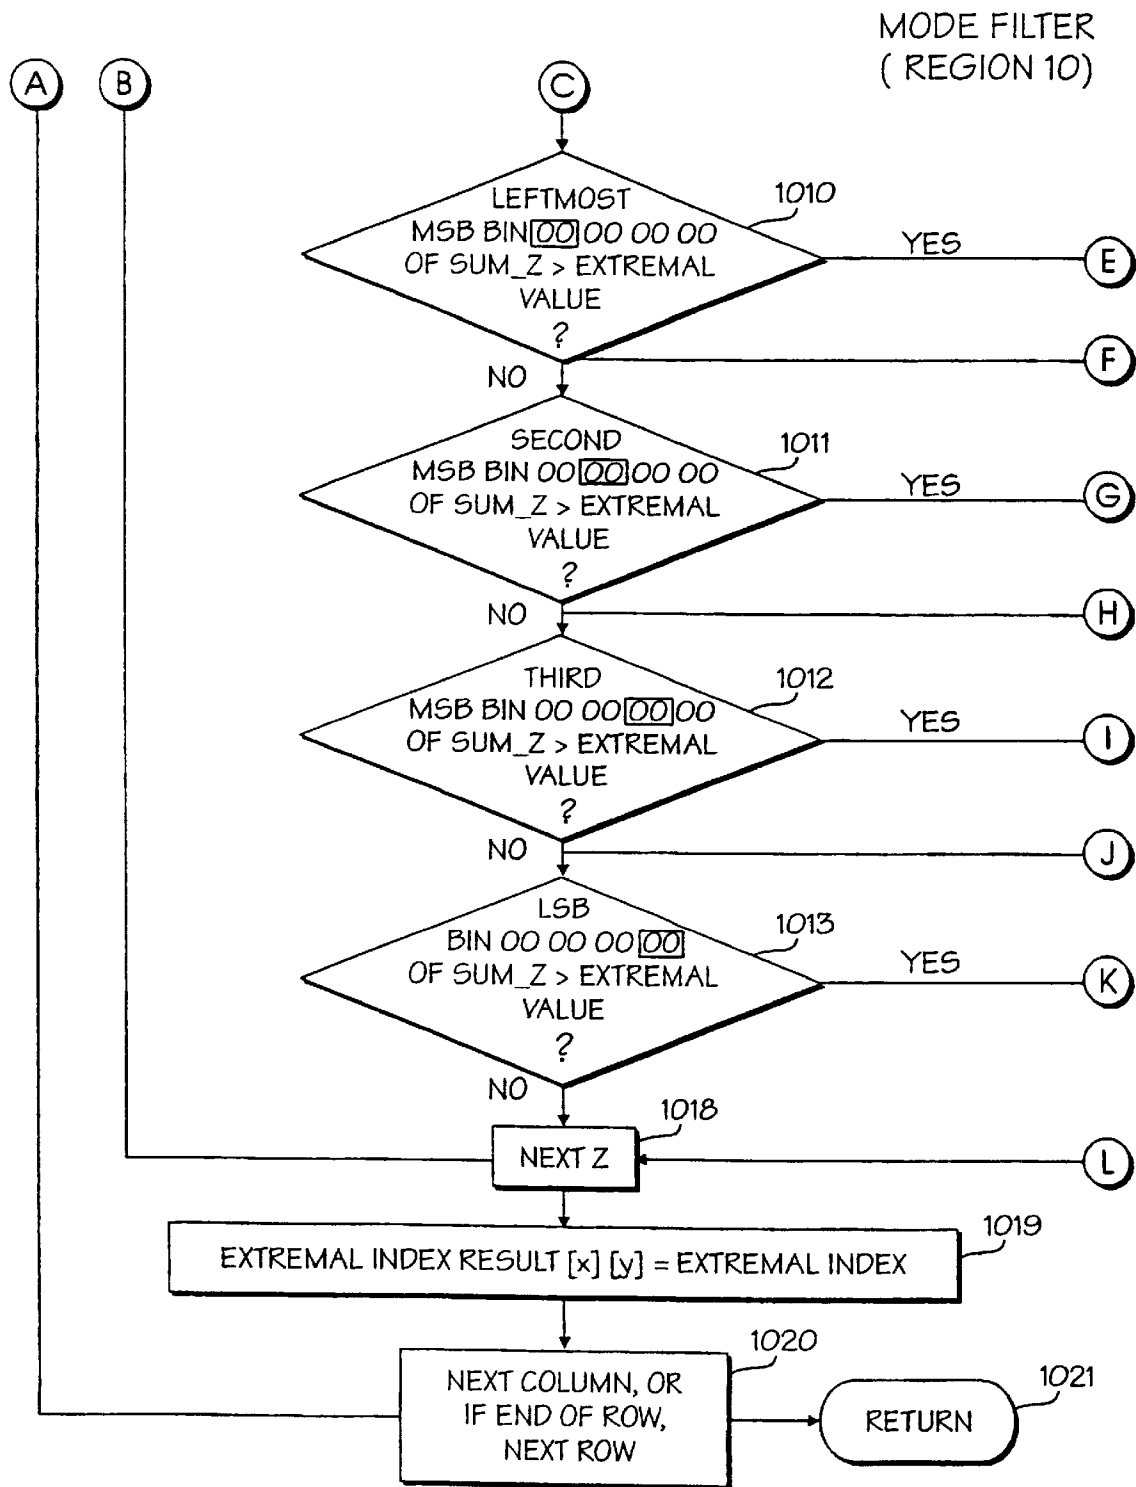 MODE FILTER
( REGION 10)
A
B
C
LEFTMOST
MSB BIN 00 00 00 00
OF SUM_Z > EXTREMAL
VALUE
?
1010
YES
E
NO
F
SECOND
MSB BIN 00 00 00 00
OF SUM_Z > EXTREMAL
VALUE
?
1011
YES
G
NO
H
THIRD
MSB BIN 00 00 00 00
OF SUM_Z > EXTREMAL
VALUE
?
1012
YES
I
NO
J
LSB
BIN 00 00 00 00
OF SUM_Z > EXTREMAL
VALUE
?
1013
YES
K
NO
NEXT Z
1018
L
EXTREMAL INDEX RESULT [x] [y] = EXTREMAL INDEX
1019
NEXT COLUMN, OR
IF END OF ROW,
NEXT ROW
1020
RETURN
1021